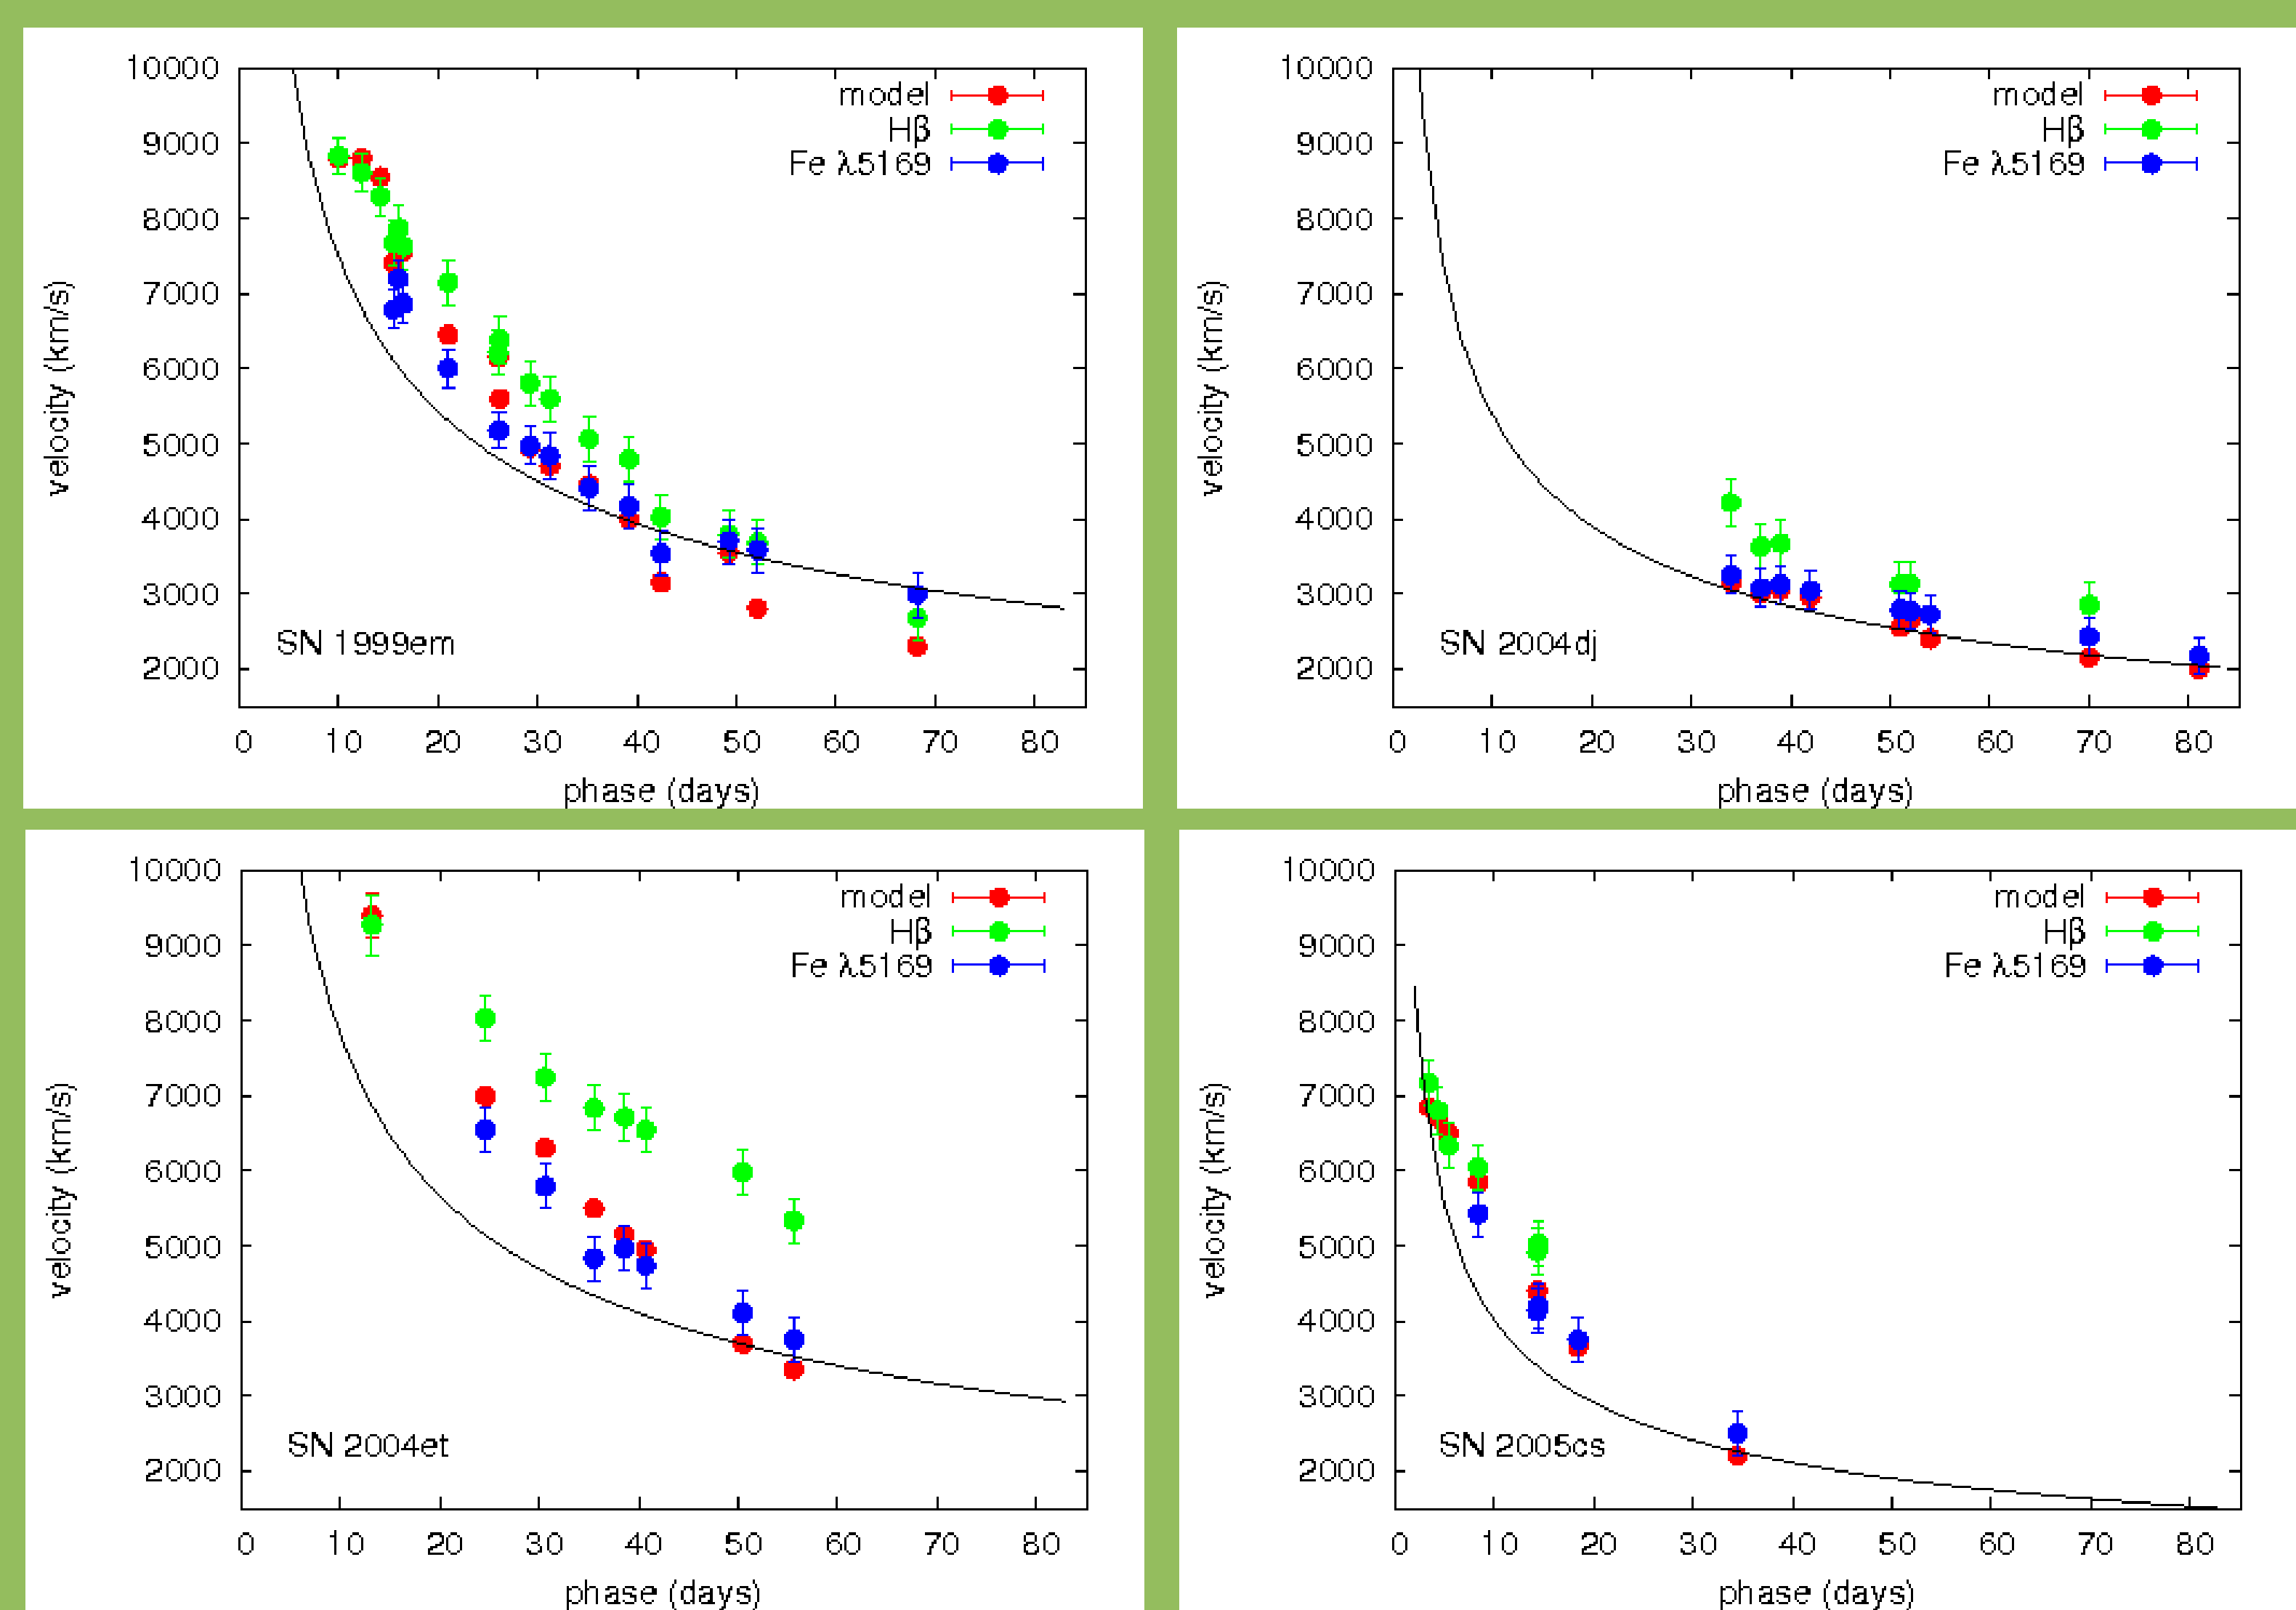 10000
9000
8000
7000
6000
5000
4000
3000
2000
velocity (km/s)
model
Hβ
Fe λ5169
SN 1999em
0 10 20 30 40 50 60 70 80
phase (days)
10000
9000
8000
7000
6000
5000
4000
3000
2000
velocity (km/s)
model
Hβ
Fe λ5169
SN 2004dj
0 10 20 30 40 50 60 70 80
phase (days)
10000
9000
8000
7000
6000
5000
4000
3000
2000
velocity (km/s)
model
Hβ
Fe λ5169
SN 2004et
0 10 20 30 40 50 60 70 80
phase (days)
10000
9000
8000
7000
6000
5000
4000
3000
2000
velocity (km/s)
model
Hβ
Fe λ5169
SN 2005cs
0 10 20 30 40 50 60 70 80
phase (days)